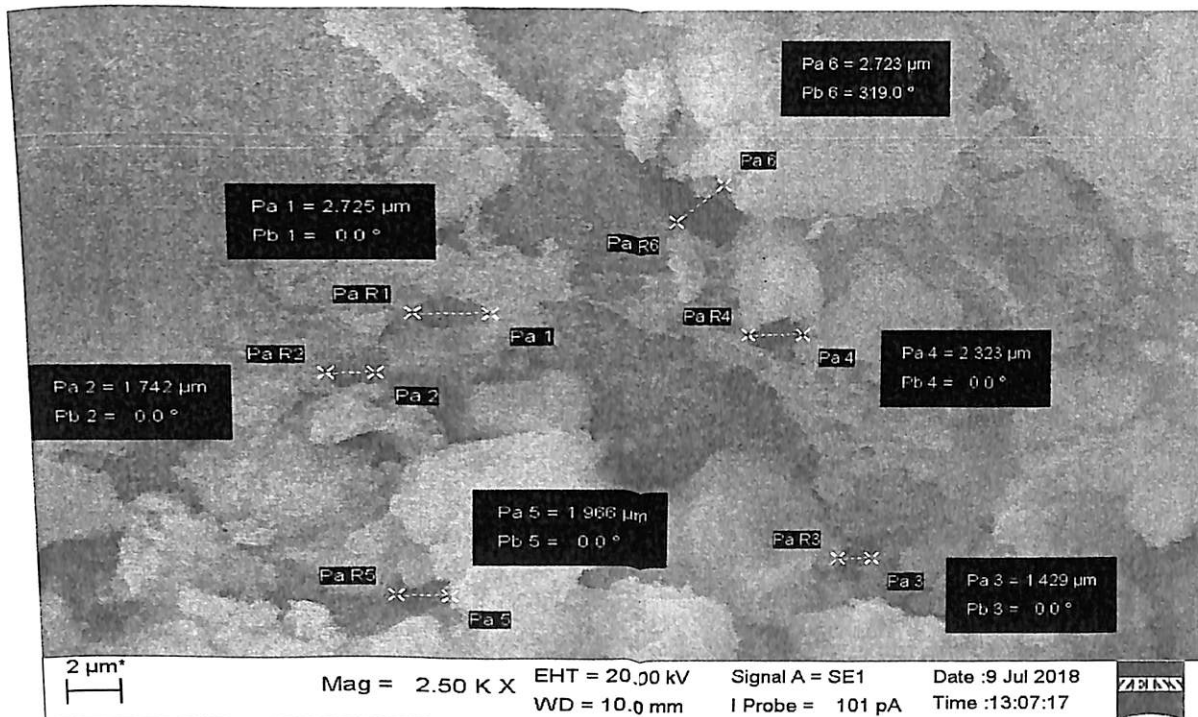 Pa 6 = 2.723 µm
Pb 6 = 319.0 °
Pa 6
Pa R6
Pa 1 = 2.725 µm
Pb 1 = 0.0 °
Pa R1
Pa 1
Pa R4
Pa 4
Pa 4 = 2.323 µm
Pb 4 = 0.0 °
Pa R2
Pa 2
Pa 2 = 1.742 µm
Pb 2 = 0.0 °
Pa 5 = 1.966 µm
Pb 5 = 0.0 °
Pa R5
Pa 5
Pa R3
Pa 3
Pa 3 = 1.429 µm
Pb 3 = 0.0 °
2 µm*
Mag = 2.50 K X
EHT = 20.00 kV
WD = 10.0 mm
Signal A = SE1
I Probe = 101 pA
Date :9 Jul 2018
Time :13:07:17
ZEISS